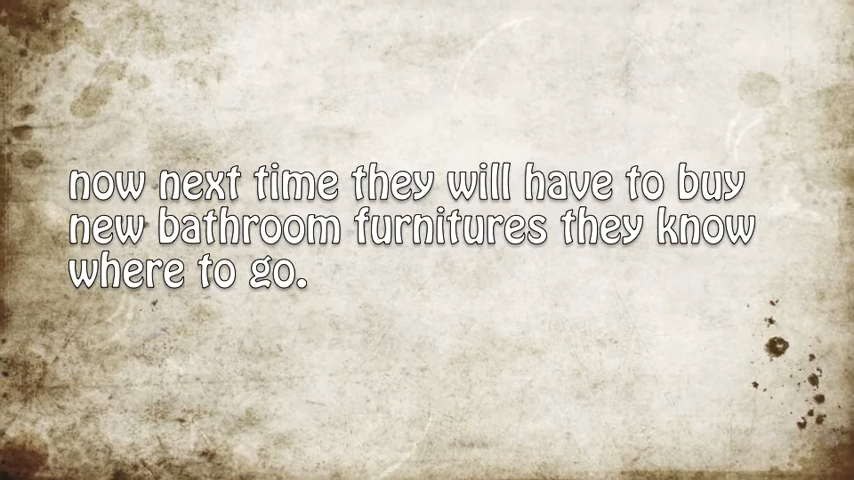 now next time they will have to buy
new bathroom furnitures they know
where to go.